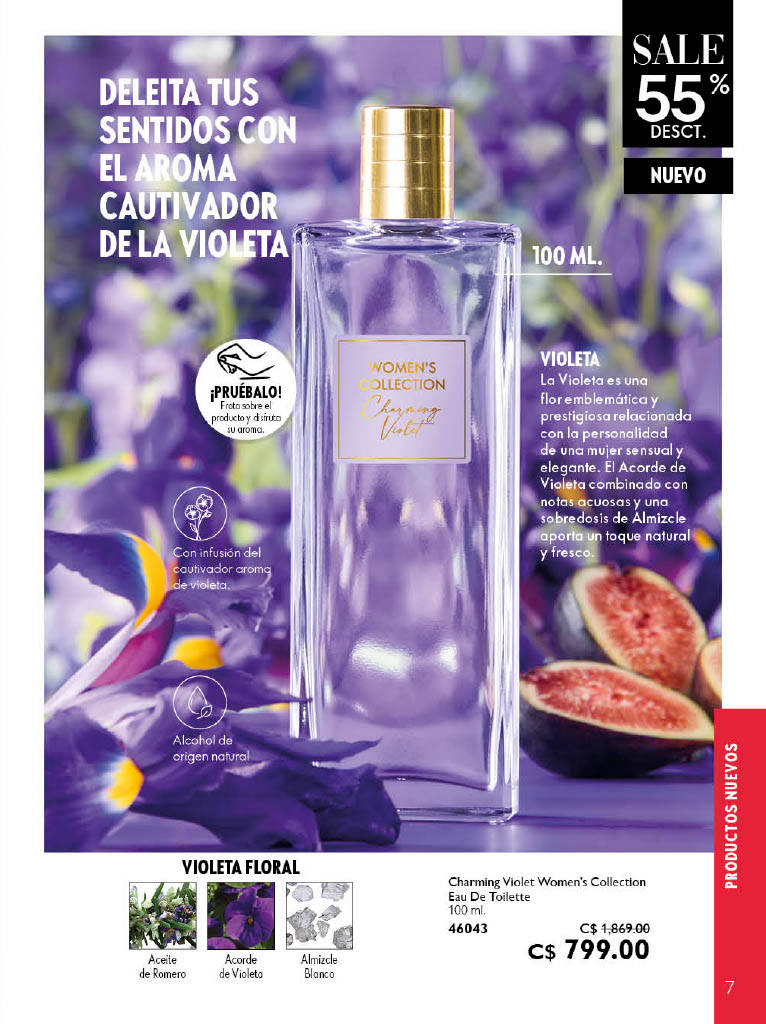 SALE
55%
DESCT.
NUEVO
DELEITA TUS
SENTIDOS CON
EL AROMA
CAUTIVADOR
DE LA VIOLETA
100 ML.
WOMEN'S
COLLECTION
Charming
Violet
¡PRUÉBALO!
Frota sobre el
producto y disfruta
su aroma.
VIOLETA
La Violeta es una
flor emblemática y
prestigiosa relacionada
con la personalidad
de una mujer sensual y
elegante. El Acorde de
Violeta combinado con
notas acuosas y una
sobredosis de Almizcle
aporta un toque natural
y fresco.
Con infusión del
cautivador aroma
de violeta.
Alcohol de
origen natural
PRODUCTOS NUEVOS
VIOLETA FLORAL
Aceite
de Romero
Acorde
de Violeta
Almizcle
Blanco
Charming Violet Women's Collection
Eau De Toilette
100 ml.
46043 C$ 1,869.00
C$ 799.00
7